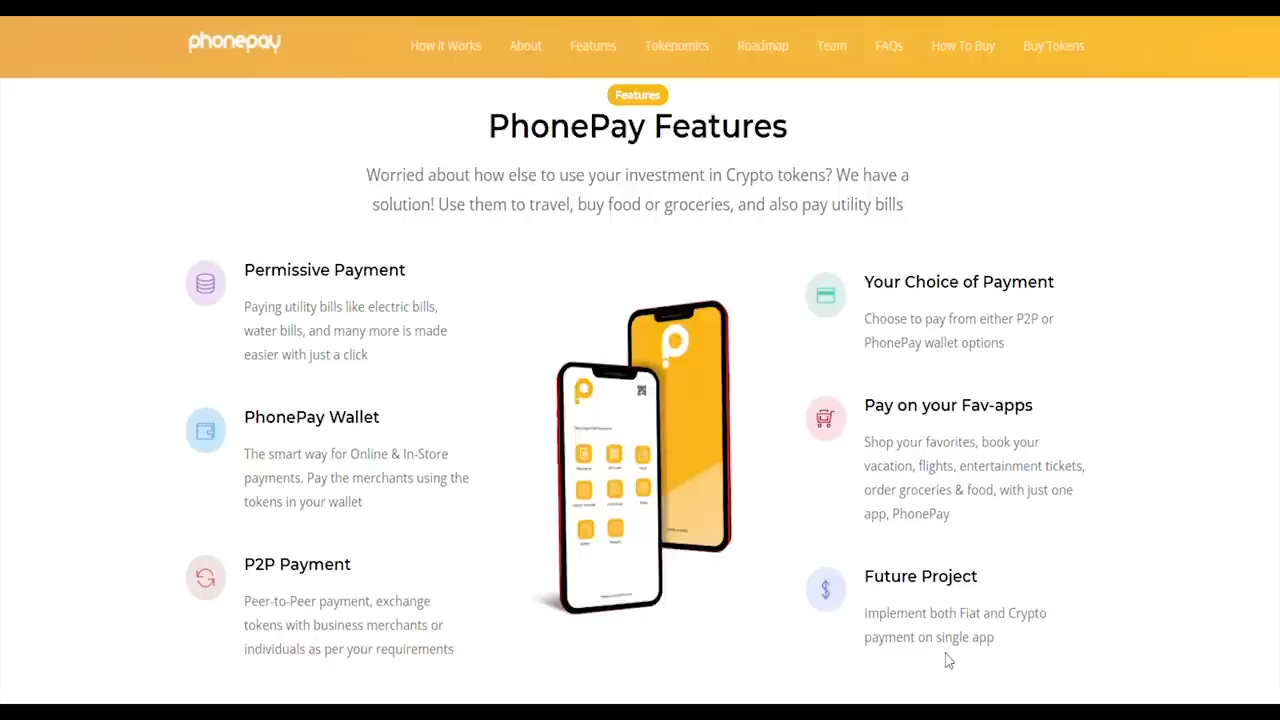 phonepay
How It Works About Features Tokenomics Roadmap Team FAQs How To Buy Buy Tokens
Features
PhonePay Features
Worried about how else to use your investment in Crypto tokens? We have a
solution! Use them to travel, buy food or groceries, and also pay utility bills
Permissive Payment
Paying utility bills like electric bills,
water bills, and many more is made
easier with just a click
PhonePay Wallet
The smart way for Online & In-Store
payments. Pay the merchants using the
tokens in your wallet
P2P Payment
Peer-to-Peer payment, exchange
tokens with business merchants or
individuals as per your requirements
Your Choice of Payment
Choose to pay from either P2P or
PhonePay wallet options
Pay on your Fav-apps
Shop your favorites, book your
vacation, flights, entertainment tickets,
order groceries & food, with just one
app, PhonePay
Future Project
Implement both Fiat and Crypto
payment on single app